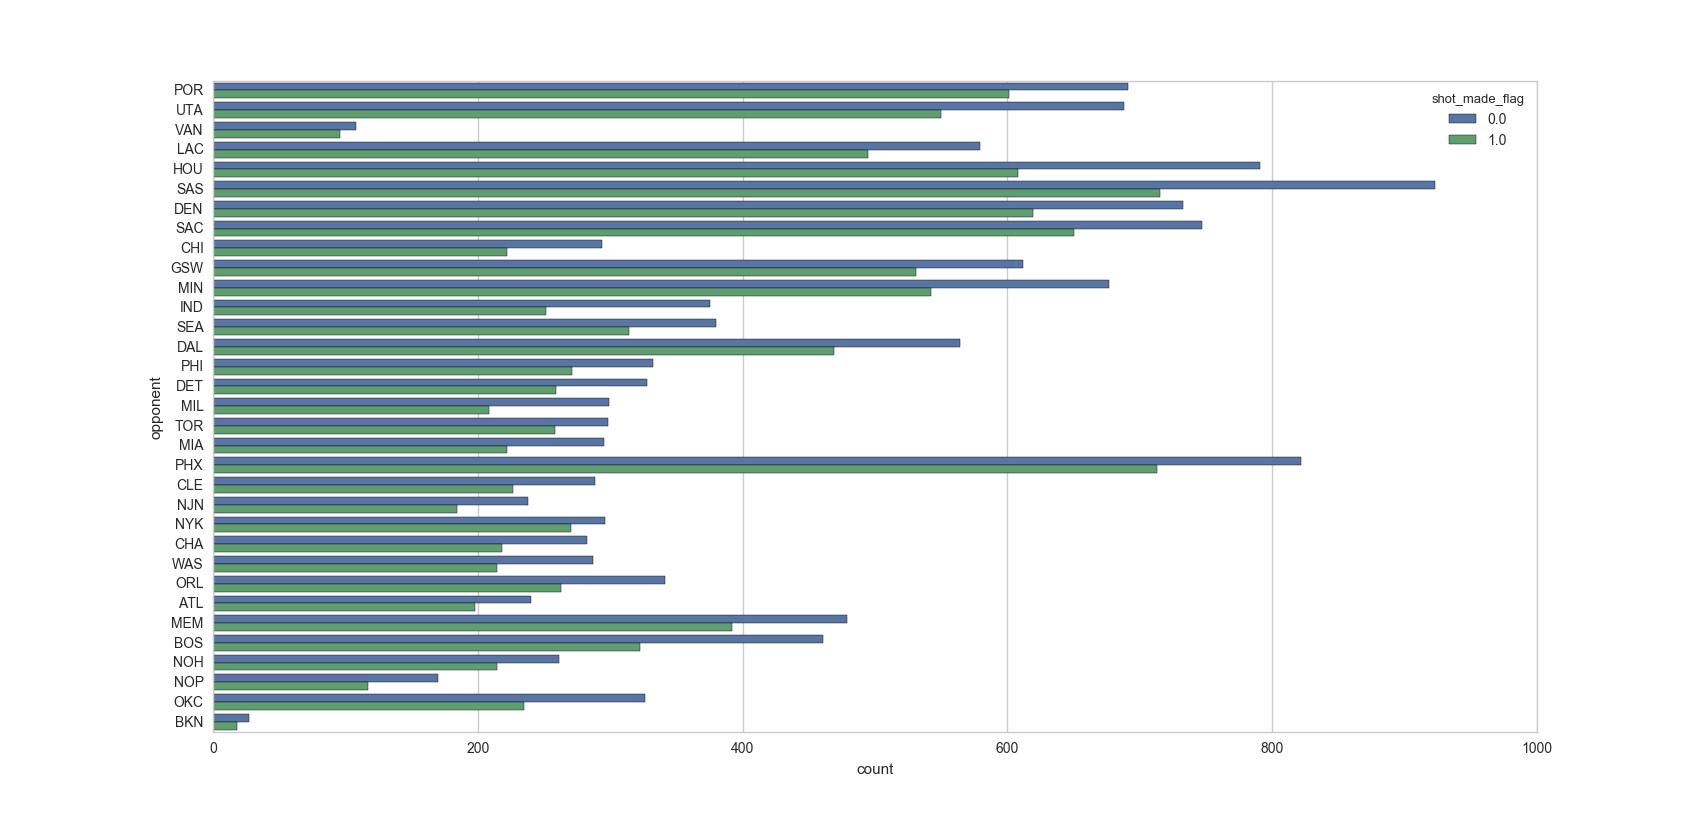 POR
UTA
VAN
LAC
HOU
SAS
DEN
SAC
CHI
GSW
MIN
IND
SEA
DAL
PHI
DET
MIL
TOR
MIA
PHX
CLE
NJN
NYK
CHA
WAS
ORL
ATL
MEM
BOS
NOH
NOP
OKC
BKN
opponent
0 200 400 600 800 1000
count
shot_made_flag
0.0
1.0